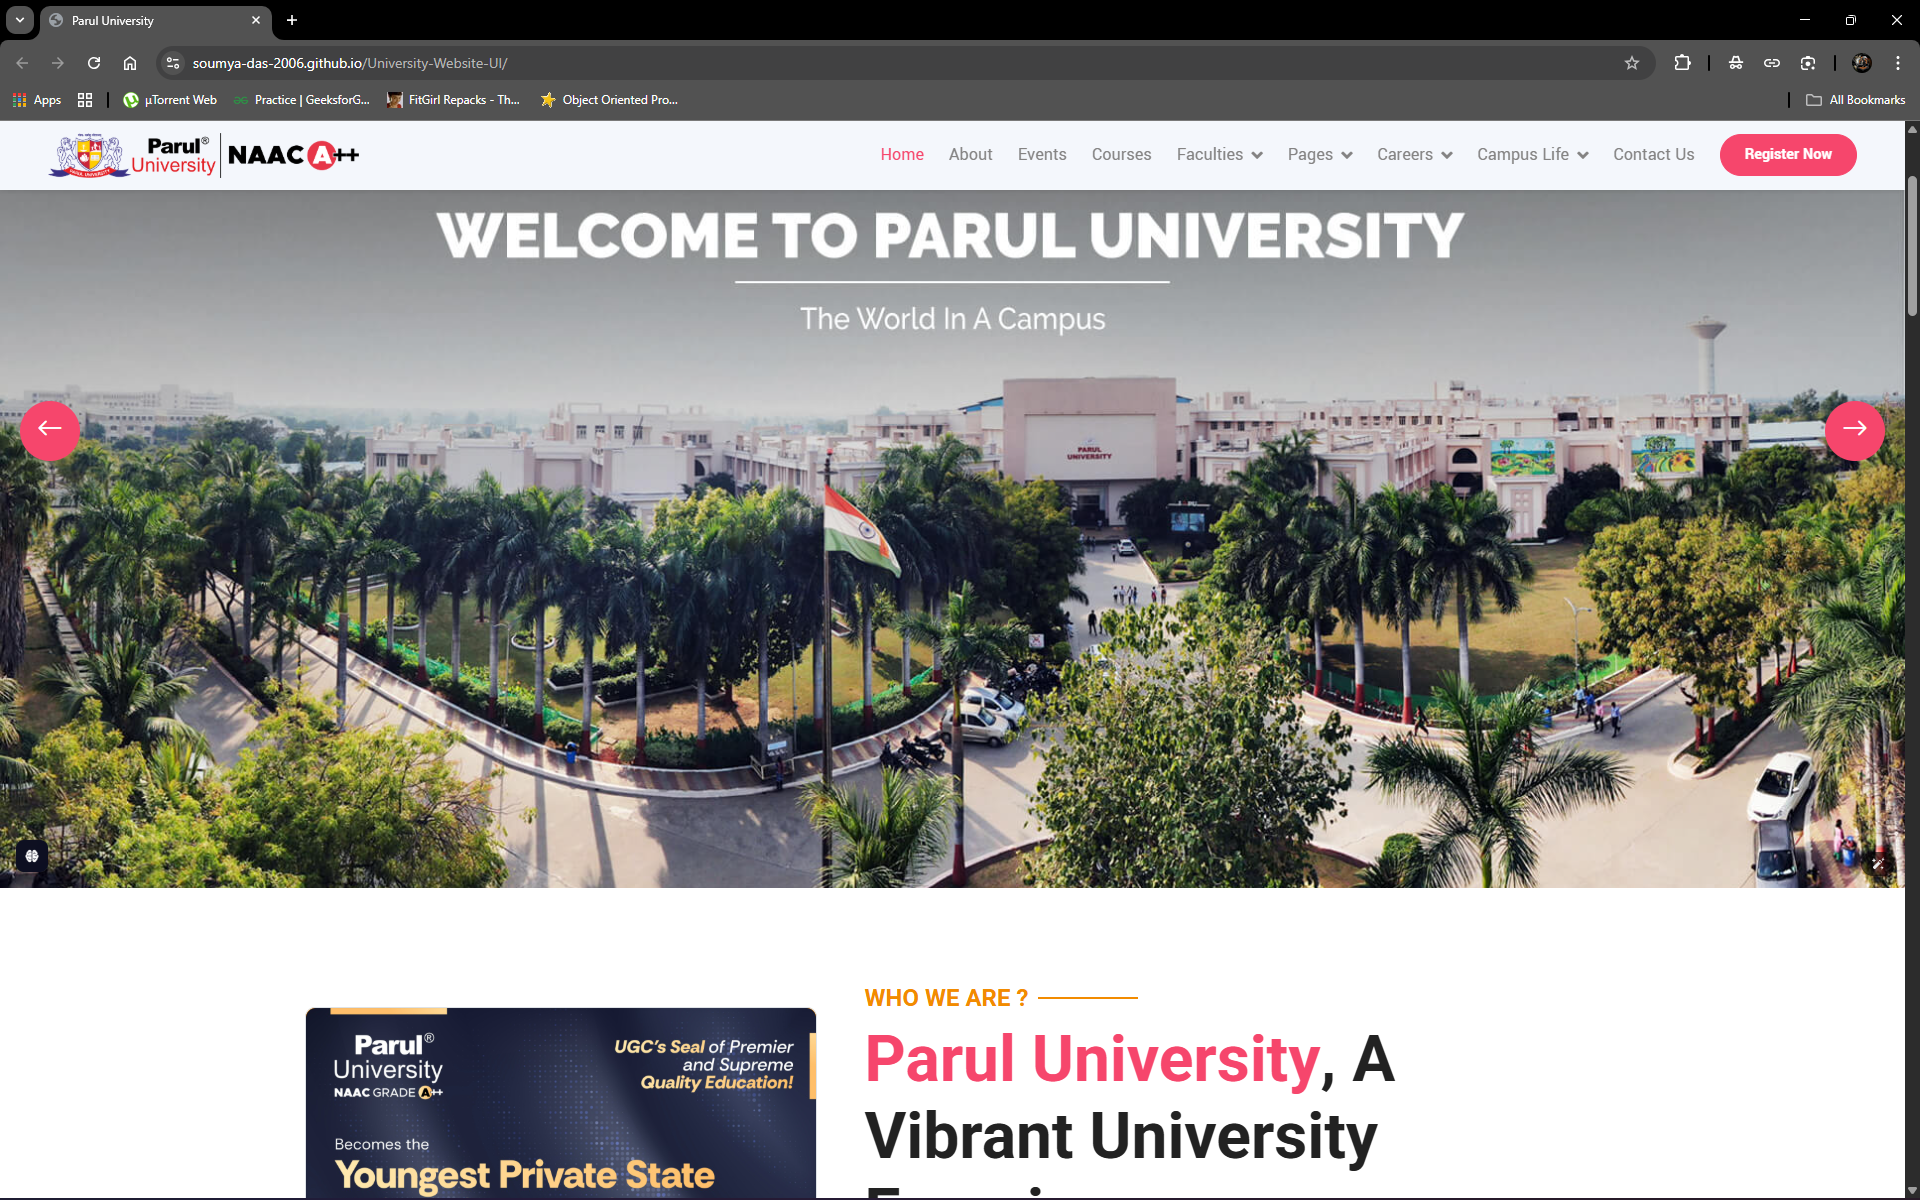 Parul University
soumya-das-2006.github.io/University-Website-UI/
Apps
µTorrent Web
Practice | GeeksforG...
FitGirl Repacks - Th...
Object Oriented Pro...
All Bookmarks
Parul® University NAAC A++
Home About Events Courses Faculties Pages Careers Campus Life Contact Us Register Now
WELCOME TO PARUL UNIVERSITY
The World In A Campus
PARUL
UNIVERSITY
WHO WE ARE ?
Parul University, A
Vibrant University
Parul®
University
NAAC GRADE A++
UGC's Seal of Premier
and Supreme
Quality Education!
Becomes the
Youngest Private State